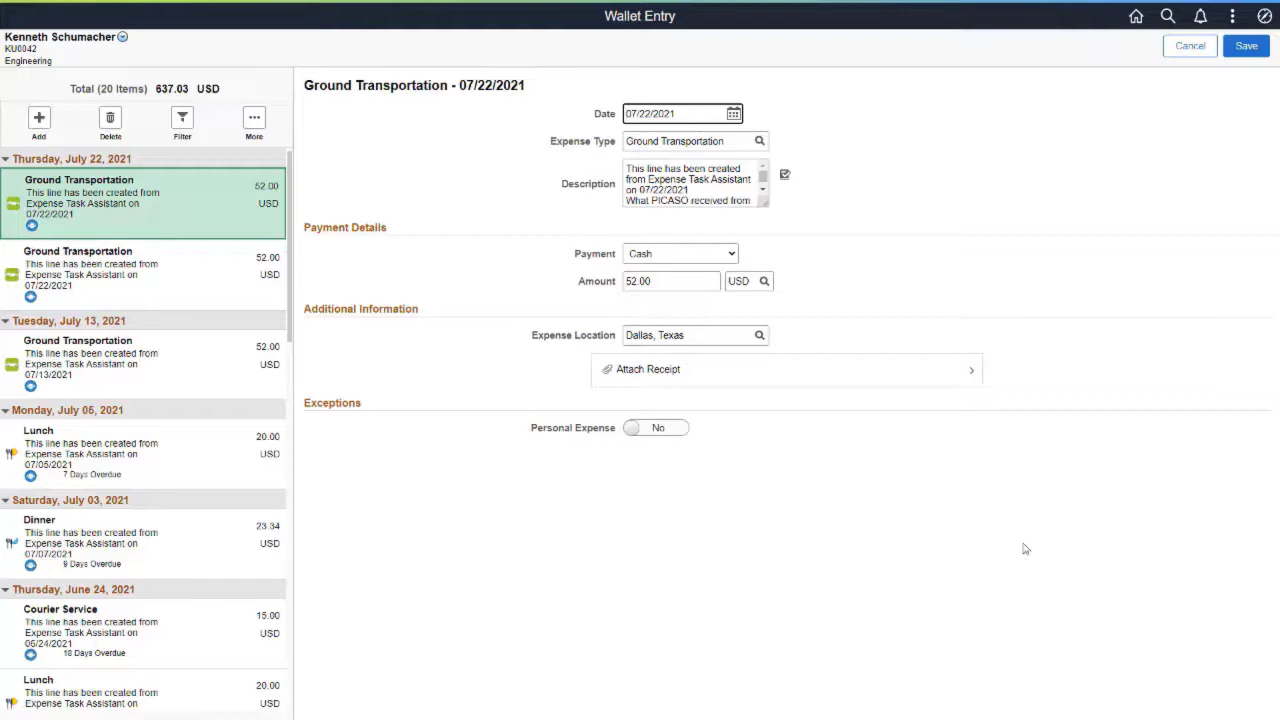 Wallet Entry
Kenneth Schumacher
KU0042
Engineering
Cancel
Save
Total (20 Items) 637.03 USD
Add
Delete
Filter
More
Thursday, July 22, 2021
Ground Transportation
This line has been created from
Expense Task Assistant on
07/22/2021
52.00
USD
Ground Transportation
This line has been created from
Expense Task Assistant on
07/22/2021
52.00
USD
Tuesday, July 13, 2021
Ground Transportation
This line has been created from
Expense Task Assistant on
07/13/2021
52.00
USD
Monday, July 05, 2021
Lunch
This line has been created from
Expense Task Assistant on
07/05/2021
7 Days Overdue
20.00
USD
Saturday, July 03, 2021
Dinner
This line has been created from
Expense Task Assistant on
07/07/2021
9 Days Overdue
23.34
USD
Thursday, June 24, 2021
Courier Service
This line has been created from
Expense Task Assistant on
06/24/2021
18 Days Overdue
15.00
USD
Lunch
This line has been created from
Expense Task Assistant on
20.00
USD
Ground Transportation - 07/22/2021
Date 07/22/2021
Expense Type Ground Transportation
Description
This line has been created
from Expense Task Assistant
on 07/22/2021
What PICASO received from
Payment Details
Payment Cash
Amount 52.00 USD
Additional Information
Expense Location Dallas, Texas
Attach Receipt
Exceptions
Personal Expense No